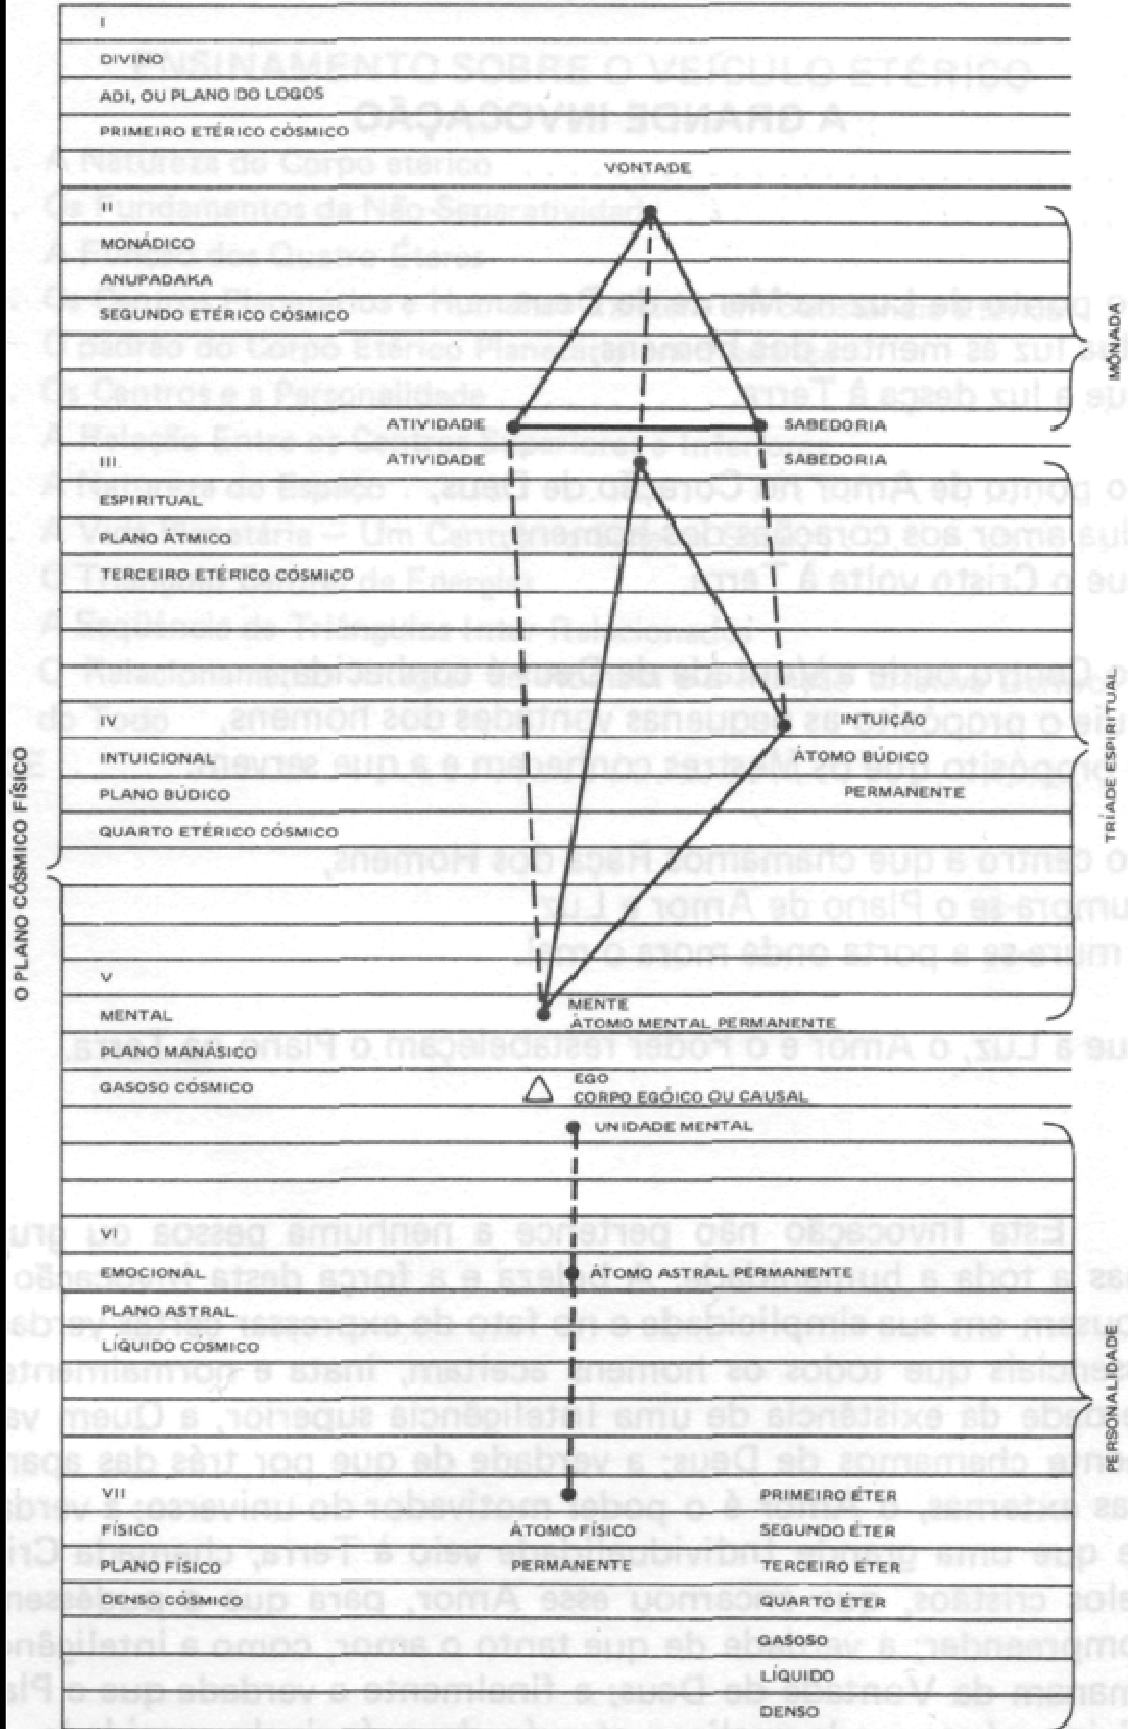 I
DIVINO
ADI, OU PLANO DO LOGOS
PRIMEIRO ETÉRICO CÓSMICO
VONTADE
II
MONÁDICO
ANUPADAKA
SEGUNDO ETÉRICO CÓSMICO
MÔNADA
ATIVIDADE SABEDORIA
III. ATIVIDADE SABEDORIA
ESPIRITUAL
PLANO ÁTMICO
TERCEIRO ETÉRICO CÓSMICO
TRÍADE ESPIRITUAL
IV INTUIÇÃO
INTUICIONAL ÁTOMO BÚDICO
PLANO BÚDICO PERMANENTE
QUARTO ETÉRICO CÓSMICO
O PLANO CÓSMICO FÍSICO
V
MENTE
MENTAL
ÁTOMO MENTAL PERMANENTE
PLANO MANÁSICO
EGO
GASOSO CÓSMICO
CORPO EGÓICO OU CAUSAL
UNIDADE MENTAL
VI
EMOCIONAL ÁTOMO ASTRAL PERMANENTE
PLANO ASTRAL
LÍQUIDO CÓSMICO
PERSONALIDADE
VII PRIMEIRO ÉTER
FÍSICO ÁTOMO FÍSICO SEGUNDO ÉTER
PLANO FÍSICO PERMANENTE TERCEIRO ÉTER
DENSO CÓSMICO QUARTO ÉTER
GASOSO
LÍQUIDO
DENSO